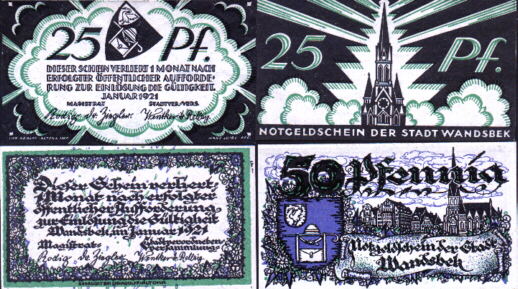 25 Pf.
DIESER SCHEIN VERLIERT 1 MONAT NACH
ERFOLGTER ÖFFENTLICHER AUFFORDE-
RUNG ZUR EINLÖSUNG DIE GÜLTIGKEIT.
JANUAR 1921
MAGISTRAT STADTVER./VERS.
25 Pf.
NOTGELDSCHEIN DER STADT WANDSBEK
Dieser Schein verliert
1 Monat nach erfolgter
öffentlicher Aufforderung
zur Einlösung die Gültigkeit
Wandsbek, im Januar 1921
Magistrat: Stadtverordneten-
Versammlung:
50 Pfennig
Notgeldschein der Stadt
Wandsbek